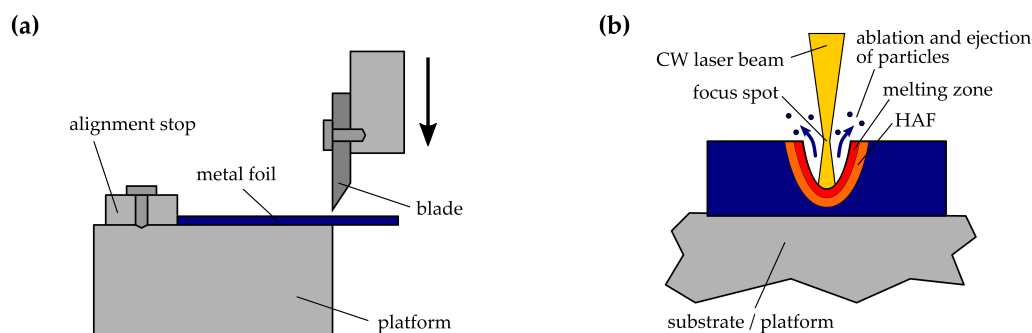 (a)
alignment stop
metal foil
blade
platform
(b)
CW laser beam
ablation and ejection
of particles
focus spot
melting zone
HAF
substrate / platform